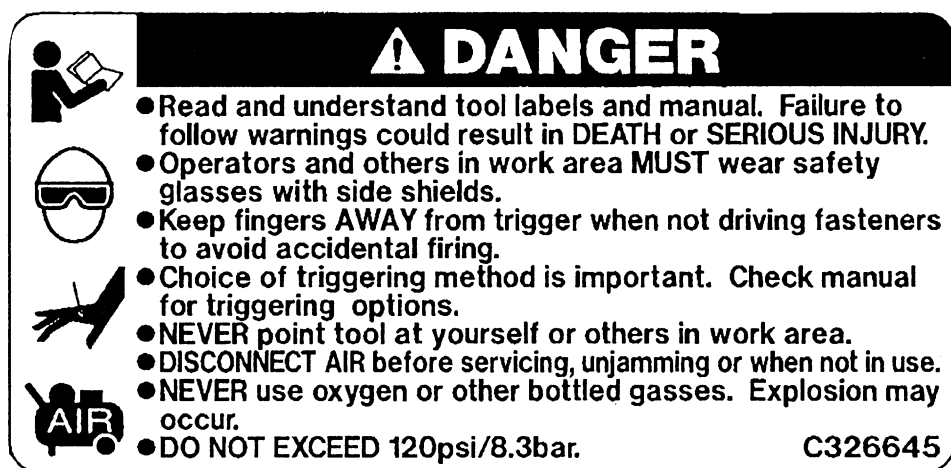 ⚠ DANGER
●Read and understand tool labels and manual. Failure to
follow warnings could result in DEATH or SERIOUS INJURY.
●Operators and others in work area MUST wear safety
glasses with side shields.
●Keep fingers AWAY from trigger when not driving fasteners
to avoid accidental firing.
●Choice of triggering method is important. Check manual
for triggering options.
●NEVER point tool at yourself or others in work area.
●DISCONNECT AIR before servicing, unjamming or when not in use.
●NEVER use oxygen or other bottled gasses. Explosion may
occur.
AIR
●DO NOT EXCEED 120psi/8.3bar. C326645